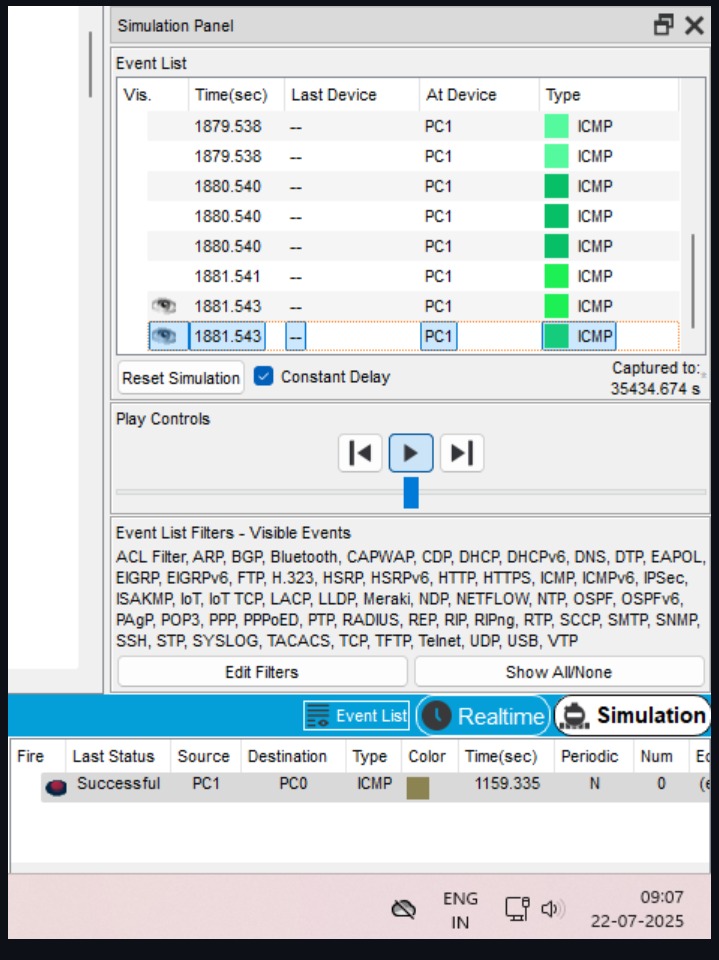 Simulation Panel
Event List
Vis. Time(sec) Last Device At Device Type
1879.538 -- PC1 ICMP
1879.538 -- PC1 ICMP
1880.540 -- PC1 ICMP
1880.540 -- PC1 ICMP
1880.540 -- PC1 ICMP
1881.541 -- PC1 ICMP
1881.543 -- PC1 ICMP
1881.543 -- PC1 ICMP
Reset Simulation Constant Delay Captured to:
35434.674 s
Play Controls
Event List Filters - Visible Events
ACL Filter, ARP, BGP, Bluetooth, CAPWAP, CDP, DHCP, DHCPv6, DNS, DTP, EAPOL,
EIGRP, EIGRPv6, FTP, H.323, HSRP, HSRPv6, HTTP, HTTPS, ICMP, ICMPv6, IPSec,
ISAKMP, IoT, IoT TCP, LACP, LLDP, Meraki, NDP, NETFLOW, NTP, OSPF, OSPFv6,
PAgP, POP3, PPP, PPPoED, PTP, RADIUS, REP, RIP, RIPng, RTP, SCCP, SMTP, SNMP,
SSH, STP, SYSLOG, TACACS, TCP, TFTP, Telnet, UDP, USB, VTP
Edit Filters Show All/None
Event List Realtime Simulation
Fire Last Status Source Destination Type Color Time(sec) Periodic Num
Successful PC1 PC0 ICMP 1159.335 N 0
ENG 09:07
IN 22-07-2025